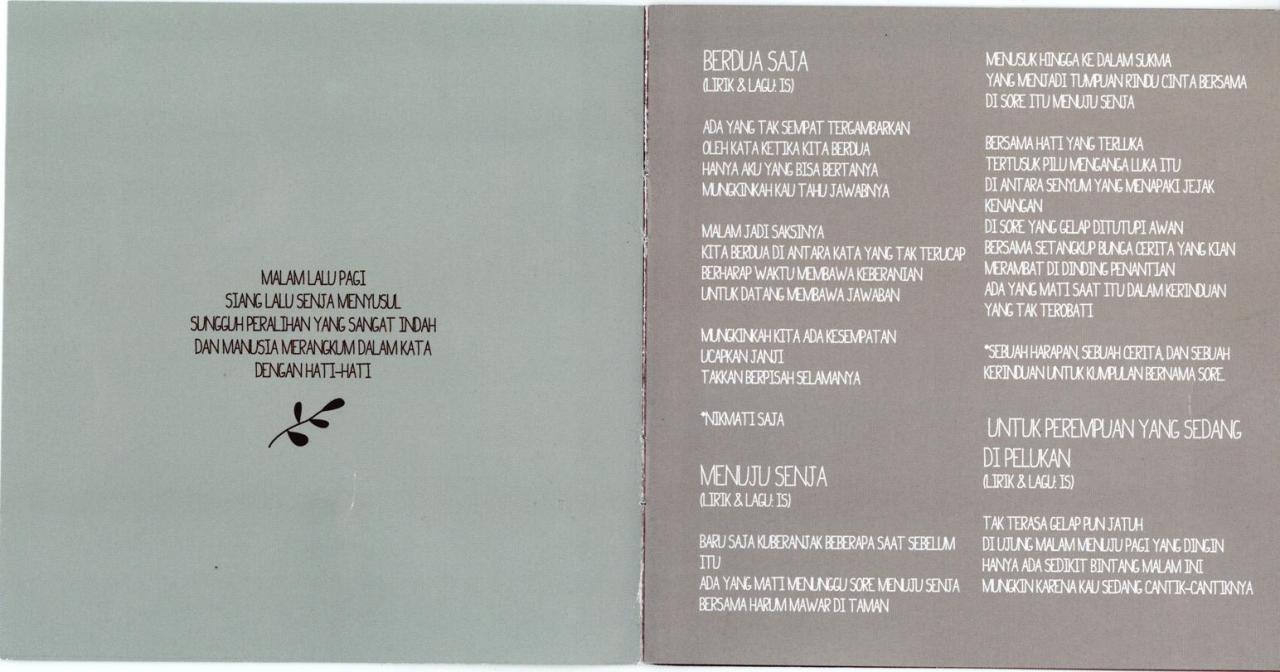 MALAM LALU PAGI
SIANG LALU SENJA MENYUSUL
SUNGGUH PERALIHAN YANG SANGAT INDAH
DAN MANUSIA MERANGKUM DALAM KATA
DENGAN HATI-HATI
BERDUA SAJA
(LIRIK & LAGU: IS)
ADA YANG TAK SEMPAT TERGAMBARKAN
OLEH KATA KETIKA KITA BERDUA
HANYA AKU YANG BISA BERTANYA
MUNGKINKAH KAU TAHU JAWABNYA
MALAM JADI SAKSINYA
KITA BERDUA DI ANTARA KATA YANG TAK TERUCAP
BERHARAP WAKTU MEMBAWA KEBERANIAN
UNTUK DATANG MEMBAWA JAWABAN
MUNGKINKAH KITA ADA KESEMPATAN
UCAPKAN JANJI
TAKKAN BERPISAH SELAMANYA
*NIKMATI SAJA
MENUJU SENJA
(LIRIK & LAGU: IS)
BARU SAJA KUBERANJAK BEBERAPA SAAT SEBELUM
ITU
ADA YANG MATI MENUNGGU SORE MENUJU SENJA
BERSAMA HARUM MAWAR DI TAMAN
MENUSUK HINGGA KE DALAM SUKMA
YANG MENJADI TUMPUAN RINDU CINTA BERSAMA
DI SORE ITU MENUJU SENJA
BERSAMA HATI YANG TERLUKA
TERTUSUK PILU MENGANGA LUKA ITU
DI ANTARA SENYUM YANG MENAPAKI JEJAK
KENANGAN
DI SORE YANG GELAP DITUTUPI AWAN
BERSAMA SETANGKUP BUNGA CERITA YANG KIAN
MERAMBAT DI DINDING PENANTIAN
ADA YANG MATI SAAT ITU DALAM KERINDUAN
YANG TAK TEROBATI
*SEBUAH HARAPAN, SEBUAH CERITA, DAN SEBUAH
KERINDUAN UNTUK KUMPULAN BERNAMA SORE.
UNTUK PEREMPUAN YANG SEDANG
DI PELUKAN
(LIRIK & LAGU: IS)
TAK TERASA GELAP PUN JATUH
DI UJUNG MALAM MENUJU PAGI YANG DINGIN
HANYA ADA SEDIKIT BINTANG MALAM INI
MUNGKIN KARENA KAU SEDANG CANTIK-CANTIKNYA